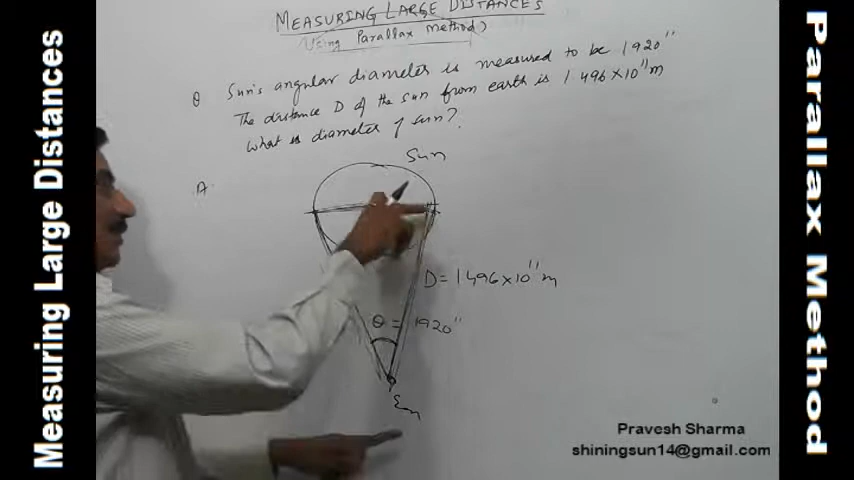 MEASURING LARGE DISTANCES
(Using Parallax Method)
Q Sun's angular diameter is measured to be 1920"
The distance D of the sun from earth is 1 496×10¹¹m
What is diameter of sun?
Sun
A
D = 1 496×10¹¹m
θ = 1920"
Measuring Large Distances
Parallax Method
Pravesh Sharma
shiningsun14@gmail.com